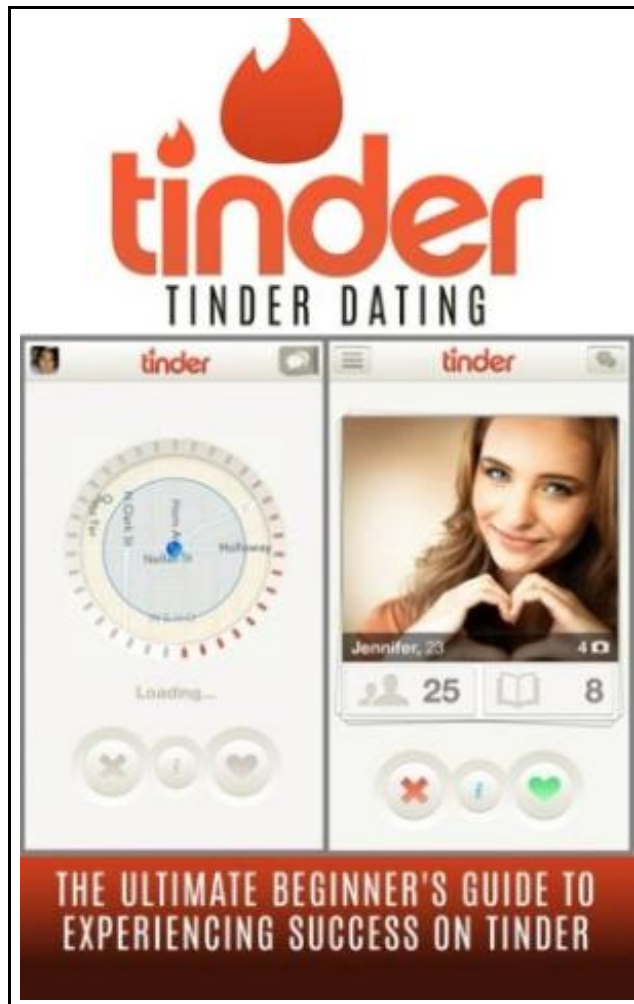 tinder
TINDER DATING
tinder
Loading...
tinder
Jennifer, 23 4
25 8
THE ULTIMATE BEGINNER'S GUIDE TO
EXPERIENCING SUCCESS ON TINDER